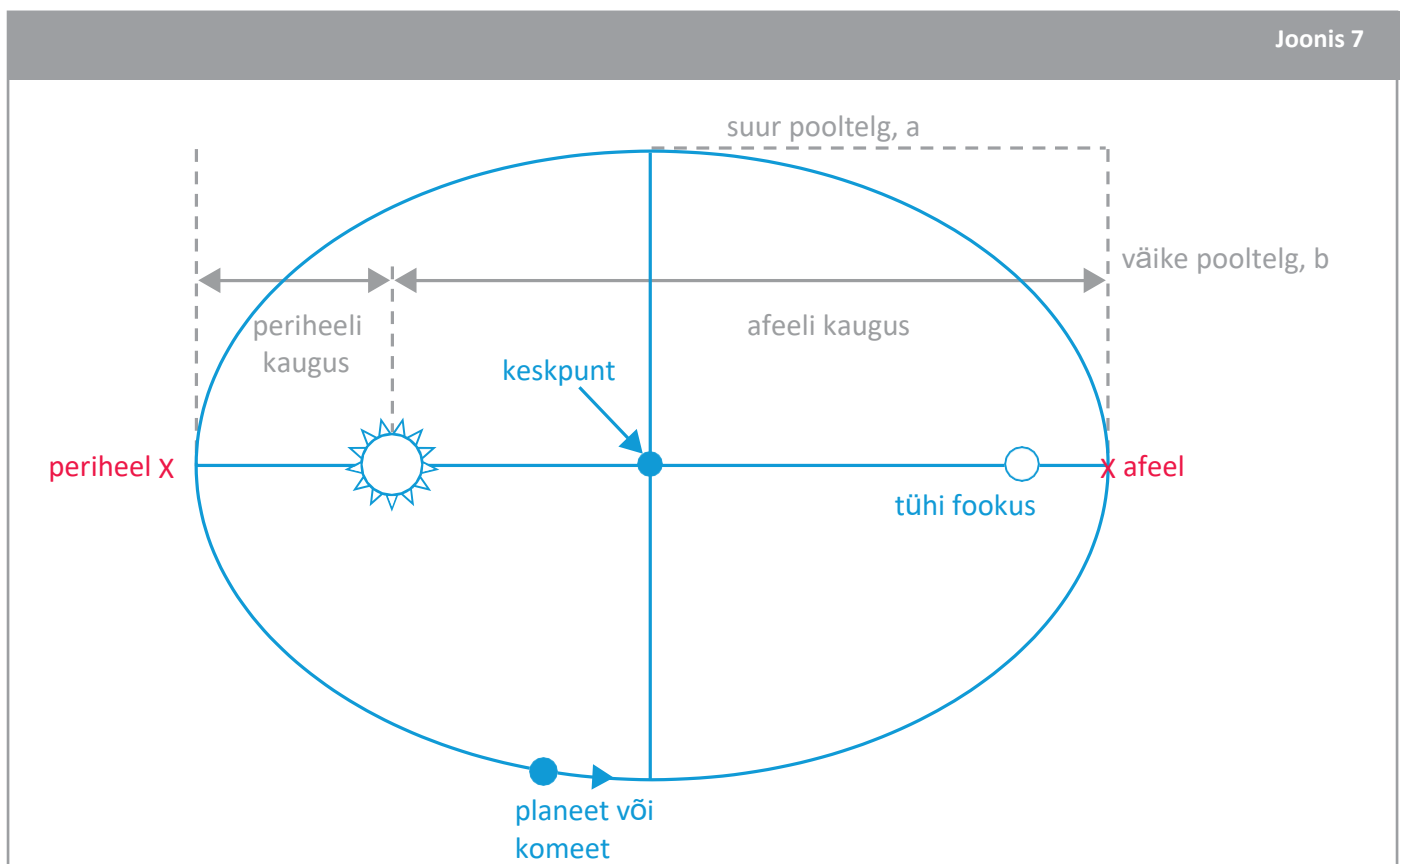 Joonis 7
suur pooltelg, a
väike pooltelg, b
periheeli
kaugus
afeeli kaugus
keskpunt
periheel X
X afeel
tühi fookus
planeet või
komeet